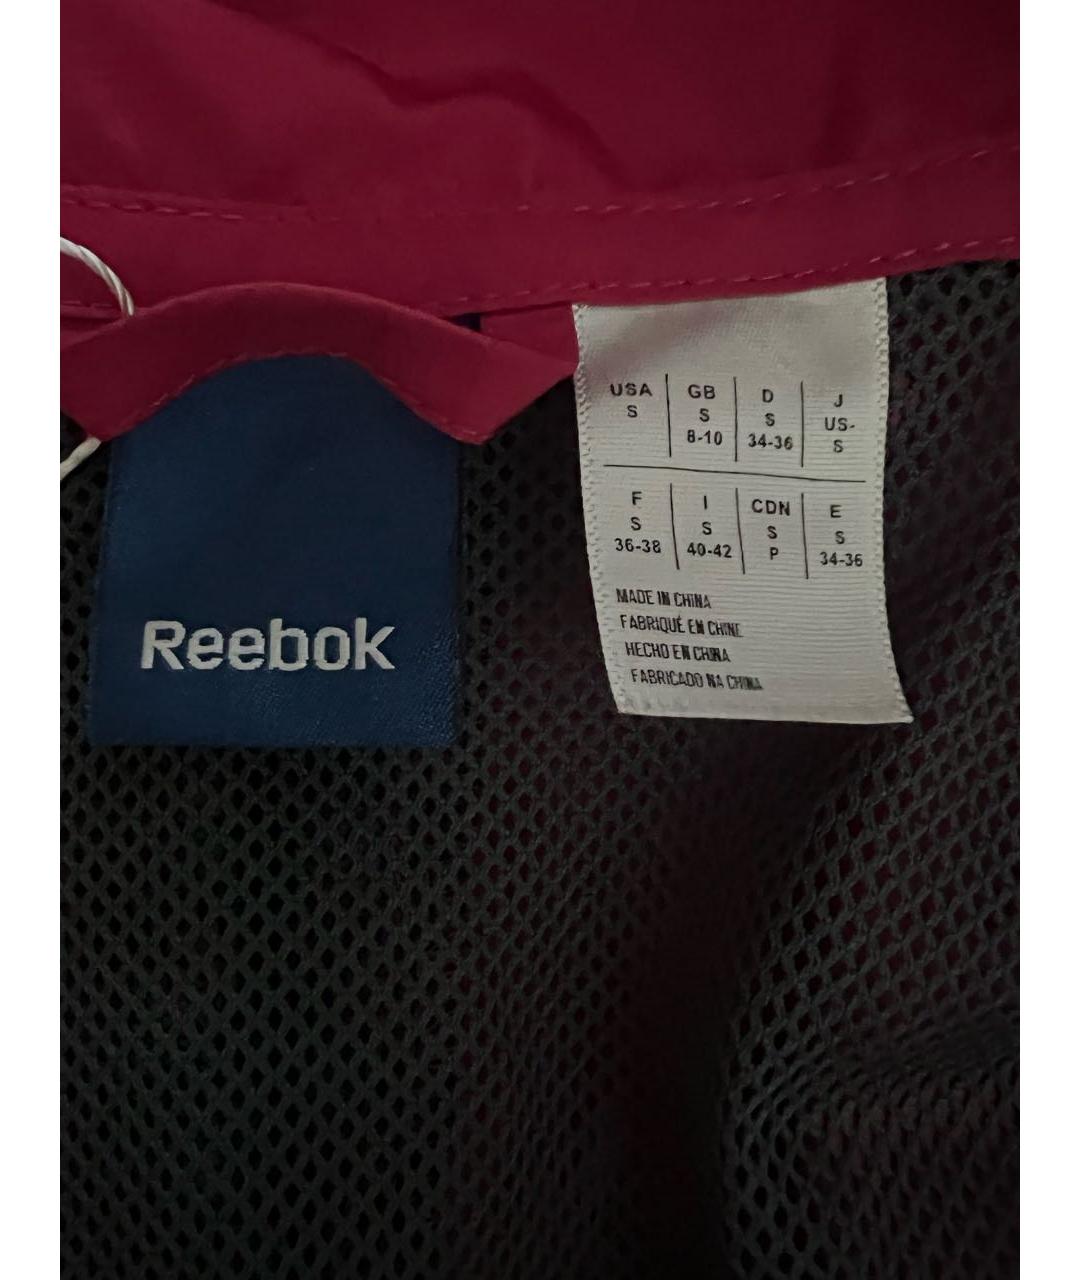 Reebok
USA GB D J
S S S US-
8-10 34-36 S
F I CDN E
S S S S
36-38 40-42 P 34-36
MADE IN CHINA
FABRIQUÉ EN CHINE
HECHO EN CHINA
FABRICADO NA CHINA